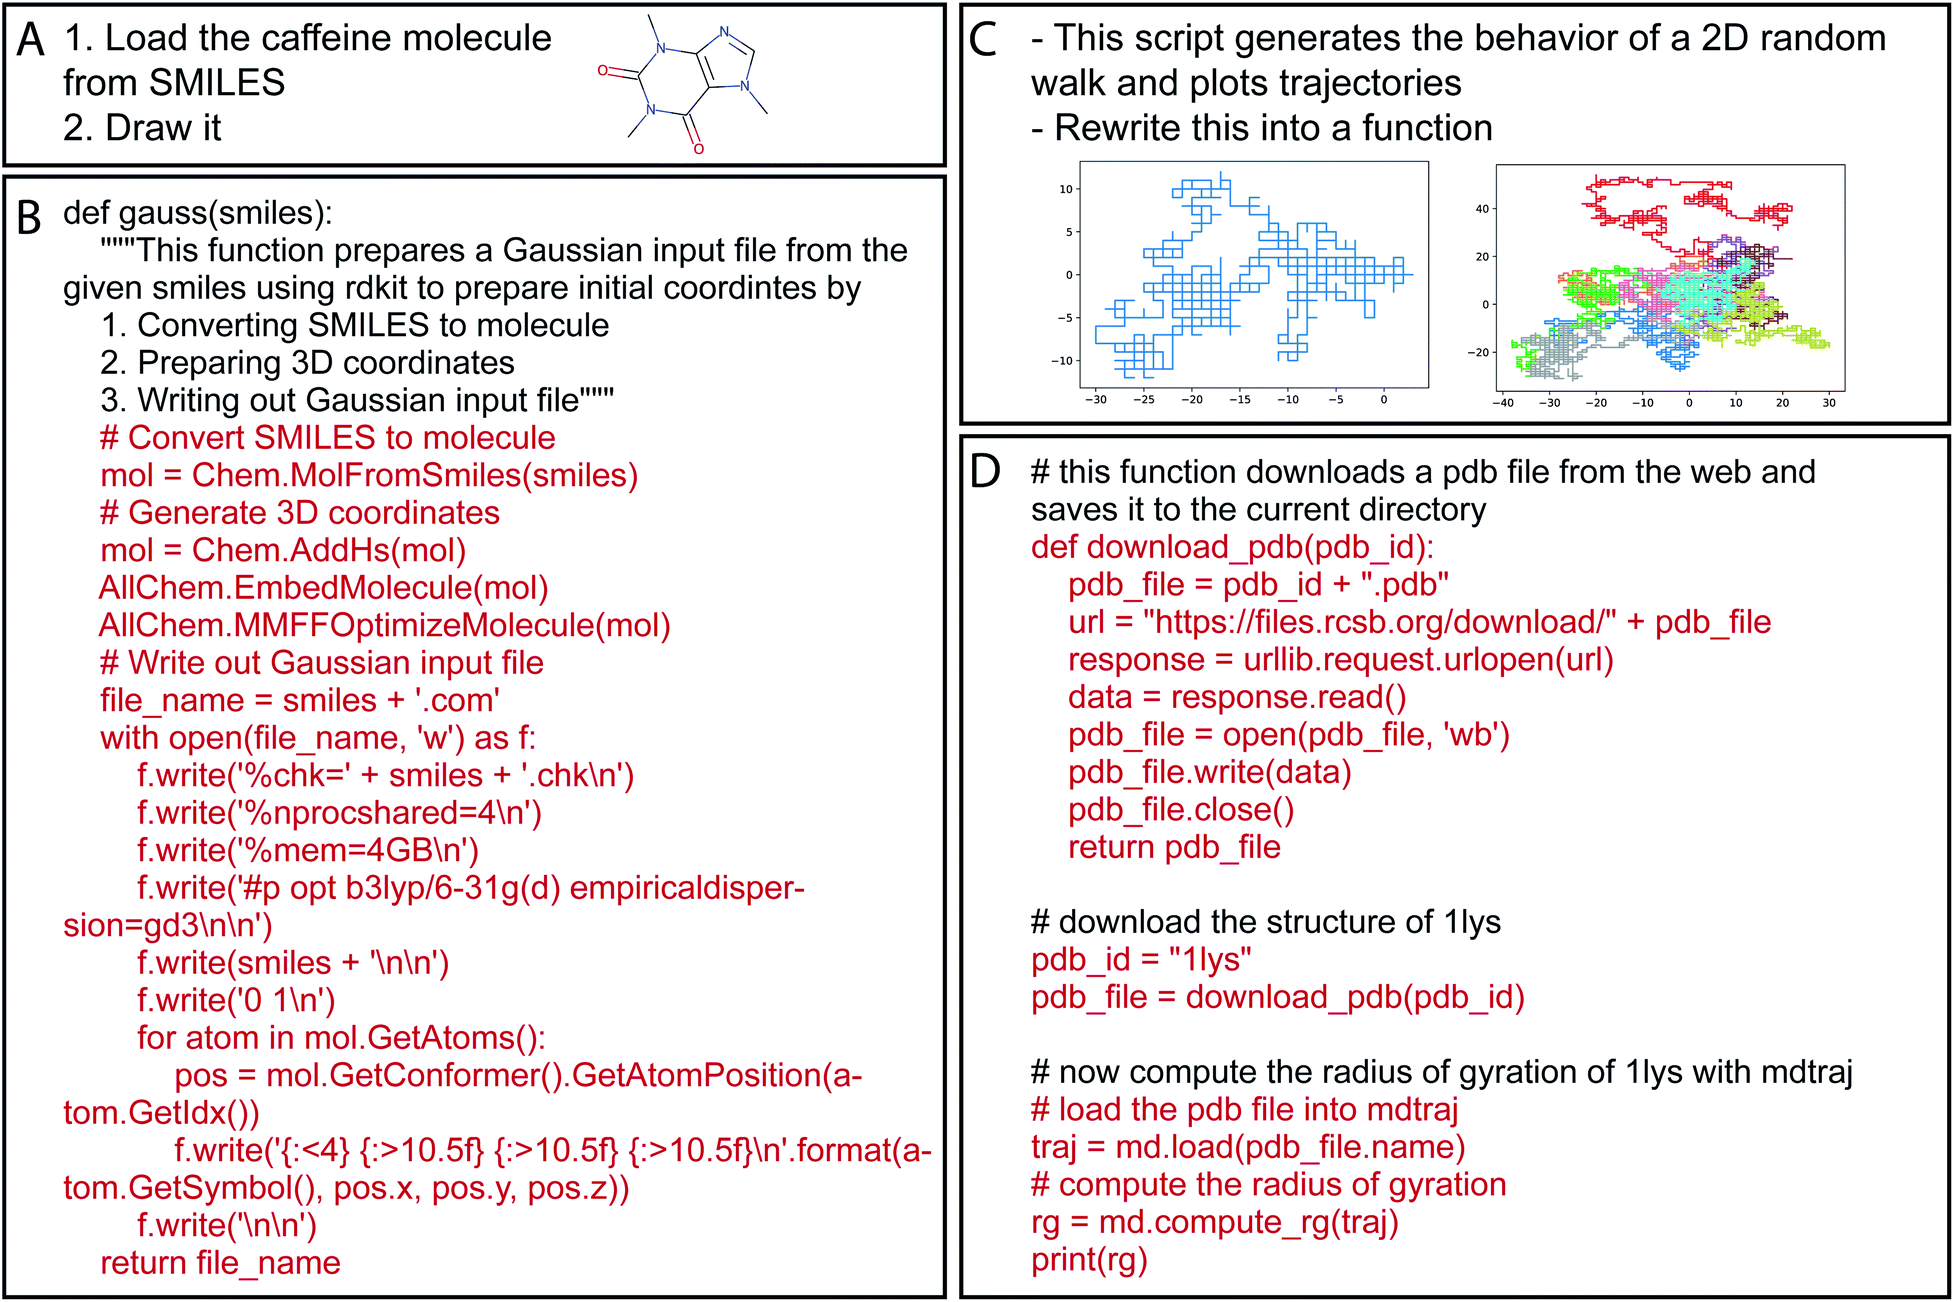 A
1. Load the caffeine molecule
from SMILES
2. Draw it
N
N
O
N
N
O
B
def gauss(smiles):
"""This function prepares a Gaussian input file from the
given smiles using rdkit to prepare initial coordintes by
1. Converting SMILES to molecule
2. Preparing 3D coordinates
3. Writing out Gaussian input file"""
# Convert SMILES to molecule
mol = Chem.MolFromSmiles(smiles)
# Generate 3D coordinates
mol = Chem.AddHs(mol)
AllChem.EmbedMolecule(mol)
AllChem.MMFFOptimizeMolecule(mol)
# Write out Gaussian input file
file_name = smiles + '.com'
with open(file_name, 'w') as f:
f.write('%chk=' + smiles + '.chk\n')
f.write('%nprocshared=4\n')
f.write('%mem=4GB\n')
f.write('#p opt b3lyp/6-31g(d) empiricaldisper-
sion=gd3\n\n')
f.write(smiles + '\n\n')
f.write('0 1\n')
for atom in mol.GetAtoms():
pos = mol.GetConformer().GetAtomPosition(a-
tom.GetIdx())
f.write('{:<4} {:>10.5f} {:>10.5f} {:>10.5f}\n'.format(a-
tom.GetSymbol(), pos.x, pos.y, pos.z))
f.write('\n\n')
return file_name
C
- This script generates the behavior of a 2D random
walk and plots trajectories
- Rewrite this into a function
10
5
0
−5
−10
−30 −25 −20 −15 −10 −5 0
40
20
0
−20
−40 −30 −20 −10 0 10 20 30
D
# this function downloads a pdb file from the web and
saves it to the current directory
def download_pdb(pdb_id):
pdb_file = pdb_id + ".pdb"
url = "https://files.rcsb.org/download/" + pdb_file
response = urllib.request.urlopen(url)
data = response.read()
pdb_file = open(pdb_file, 'wb')
pdb_file.write(data)
pdb_file.close()
return pdb_file
# download the structure of 1lys
pdb_id = "1lys"
pdb_file = download_pdb(pdb_id)
# now compute the radius of gyration of 1lys with mdtraj
# load the pdb file into mdtraj
traj = md.load(pdb_file.name)
# compute the radius of gyration
rg = md.compute_rg(traj)
print(rg)